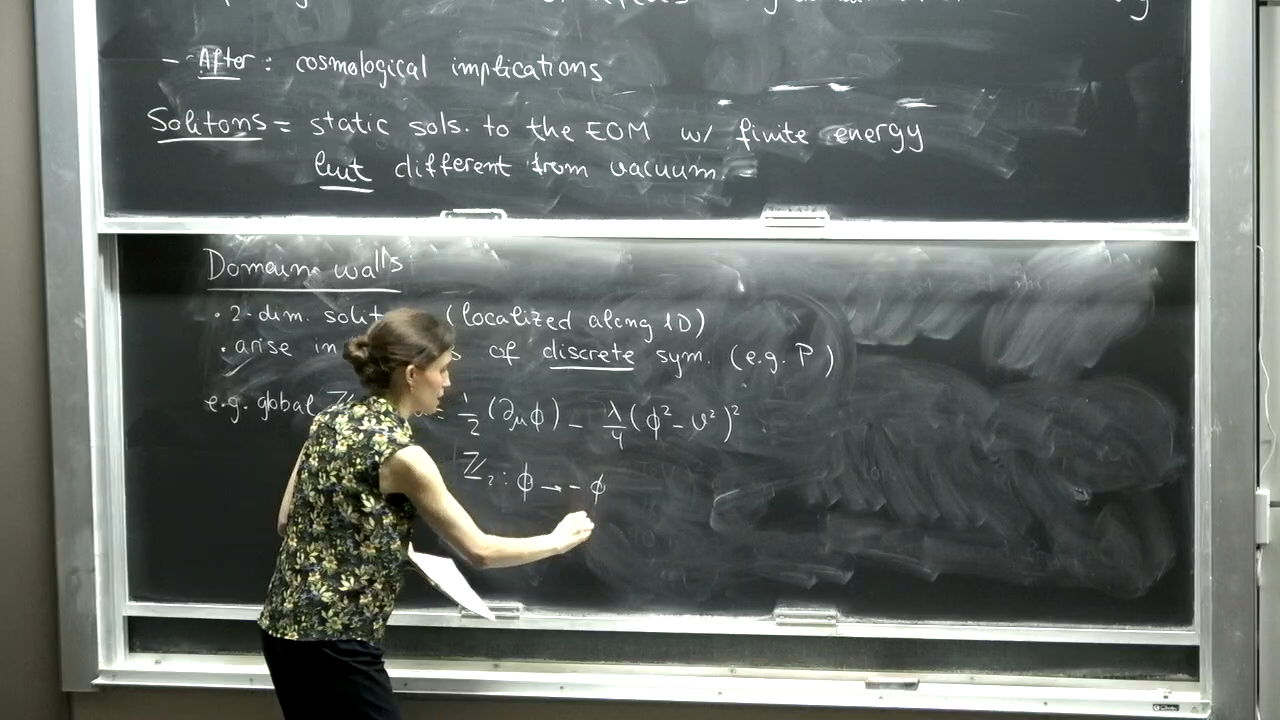 - After: cosmological implications
Solitons = static sols. to the EOM w/ finite energy
but different from vacuum.
Domain walls
• 2-dim. solit (localized along 1D)
• arise in s of discrete sym. (e.g. P)
e.g. global Z = 1/2 (∂μϕ) - λ/4 (ϕ² - v²)²
ℤ₂: ϕ → - ϕ